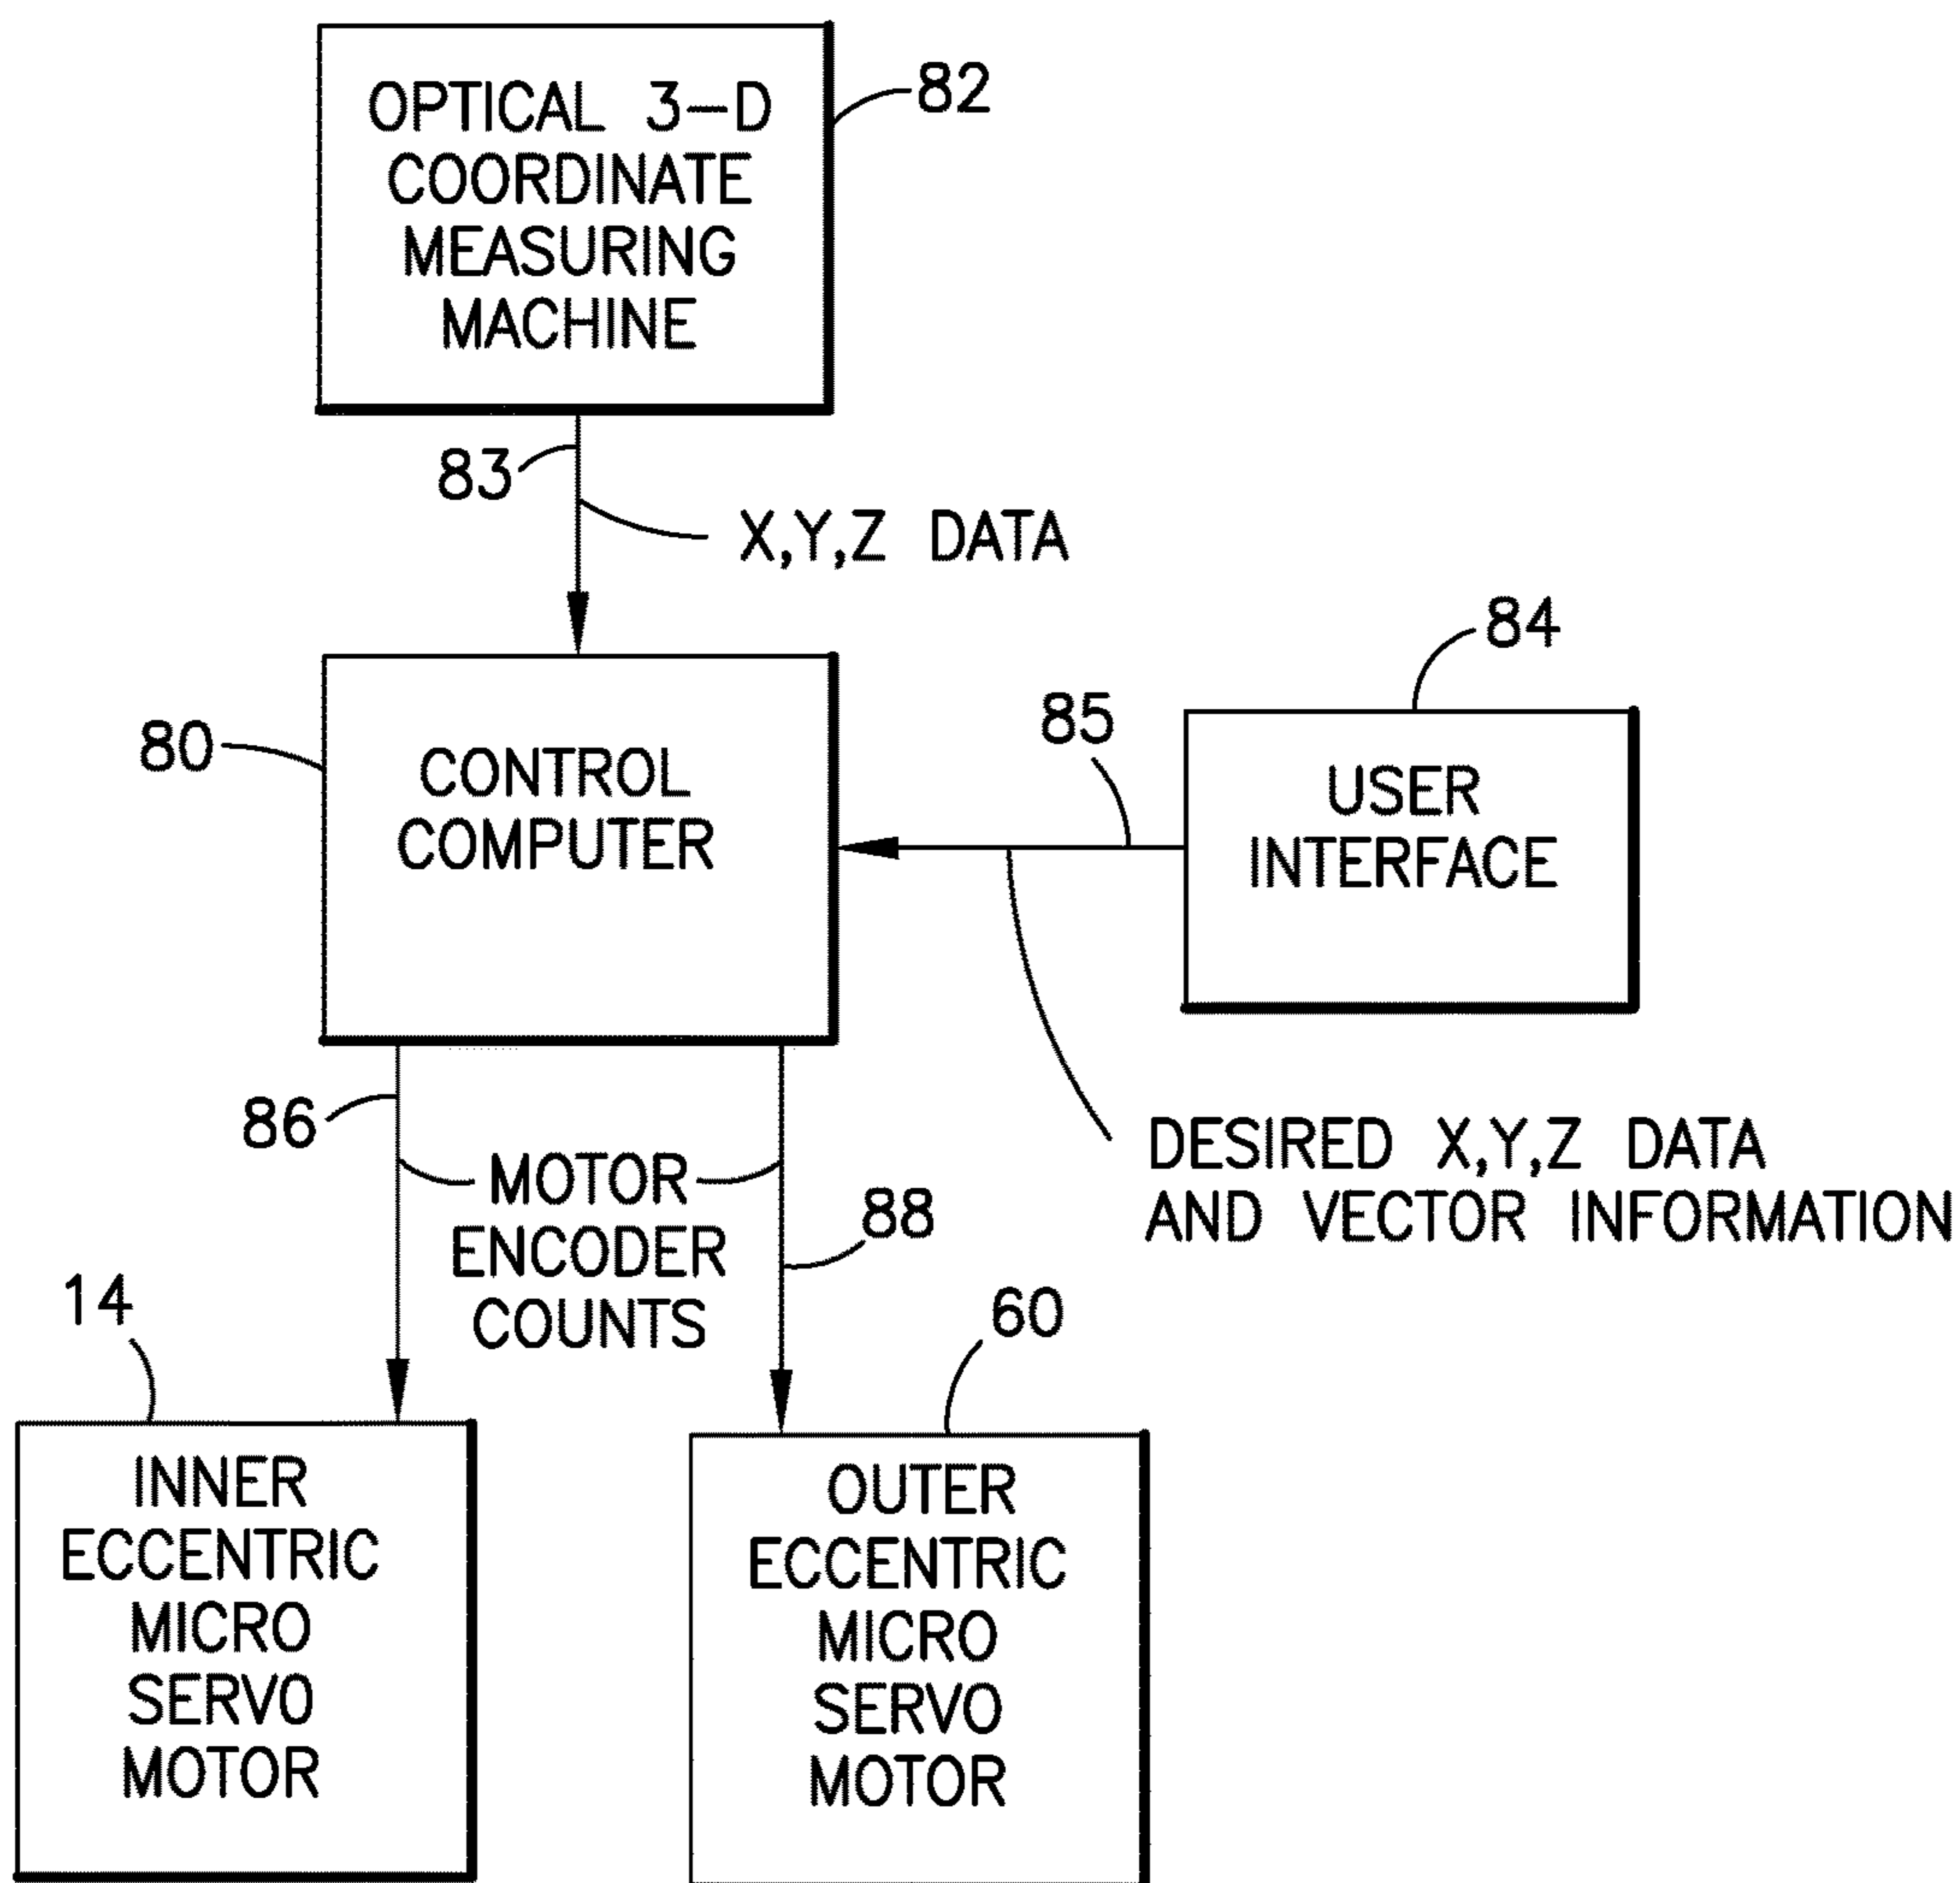 OPTICAL 3-D
COORDINATE
MEASURING
MACHINE
82
83
X,Y,Z DATA
80
CONTROL
COMPUTER
85
84
USER
INTERFACE
DESIRED X,Y,Z DATA
AND VECTOR INFORMATION
86
MOTOR
ENCODER
COUNTS
88
14
INNER
ECCENTRIC
MICRO
SERVO
MOTOR
60
OUTER
ECCENTRIC
MICRO
SERVO
MOTOR